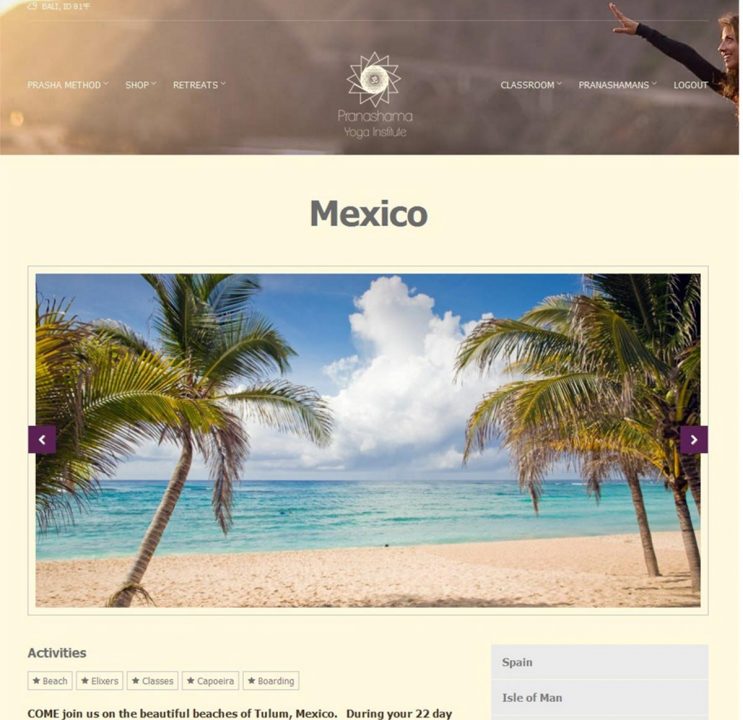 BALI, ID 81°F
PRASHA METHOD SHOP RETREATS
Pranashama
Yoga Institute
CLASSROOM PRANASHAMANS LOGOUT
Mexico
Activities
★ Beach ★ Elixers ★ Classes ★ Capoeira ★ Boarding
COME join us on the beautiful beaches of Tulum, Mexico. During your 22 day
Spain
Isle of Man